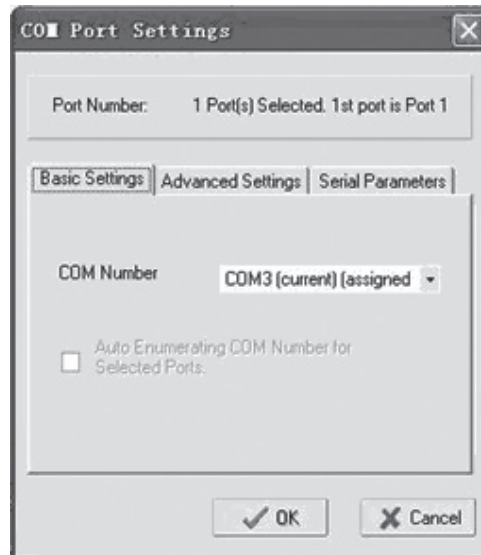 COM Port Settings
Port Number: 1 Port(s) Selected. 1st port is Port 1
Basic Settings Advanced Settings Serial Parameters
COM Number COM3 (current) (assigned
Auto Enumerating COM Number for
Selected Ports.
OK Cancel